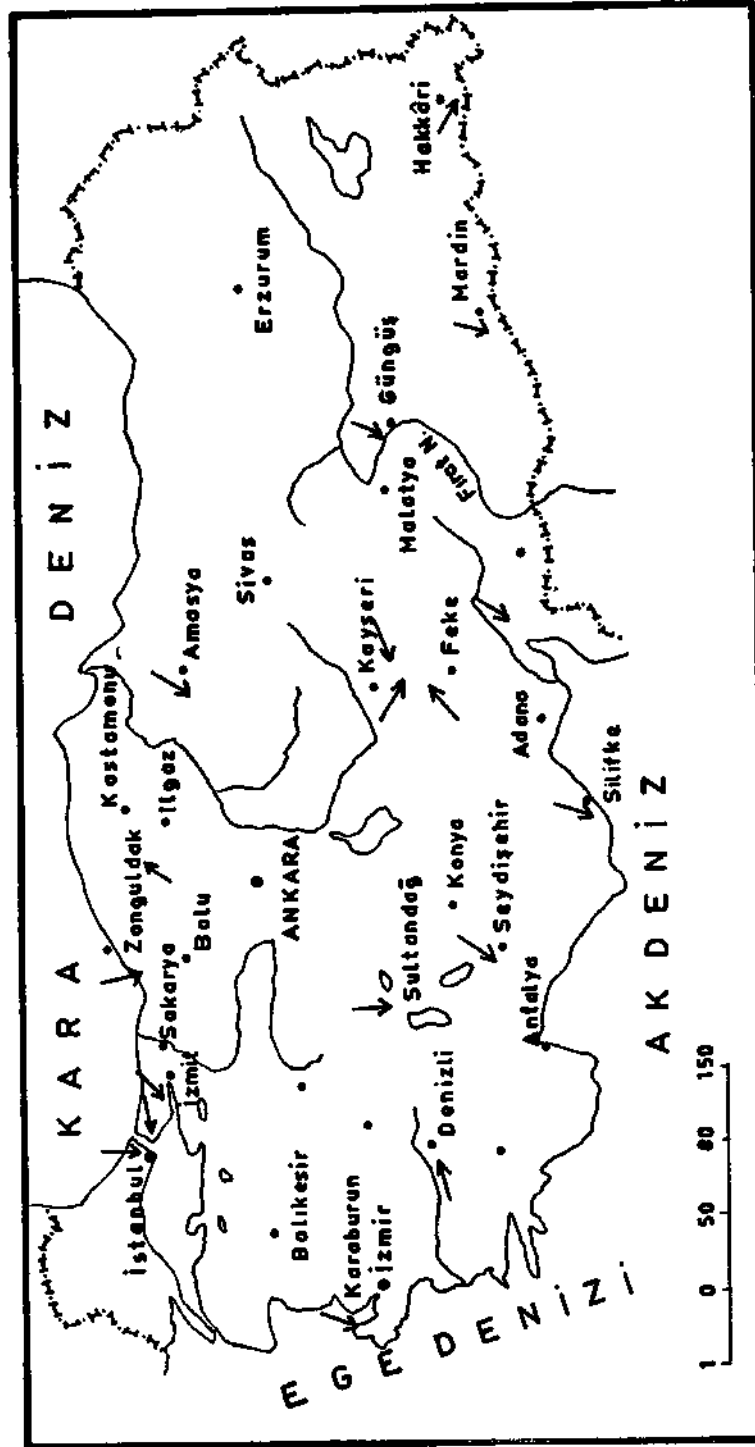 KARA DENİZ
İstanbul
İzmit
Sakarya
Zonguldak
Bolu
Kastamonu
Ilgaz
Amasya
ANKARA
Sivas
Erzurum
Balıkesir
Karaburun
İzmir
Denizli
Sultandağ
Konya
Seydişehir
Antalya
Kayseri
Feke
Adana
Silifke
Malatya
Fırat N.
Güngüş
Mardin
Hakkâri
EGE DENİZİ
AKDENİZ
1 0 50 80 150